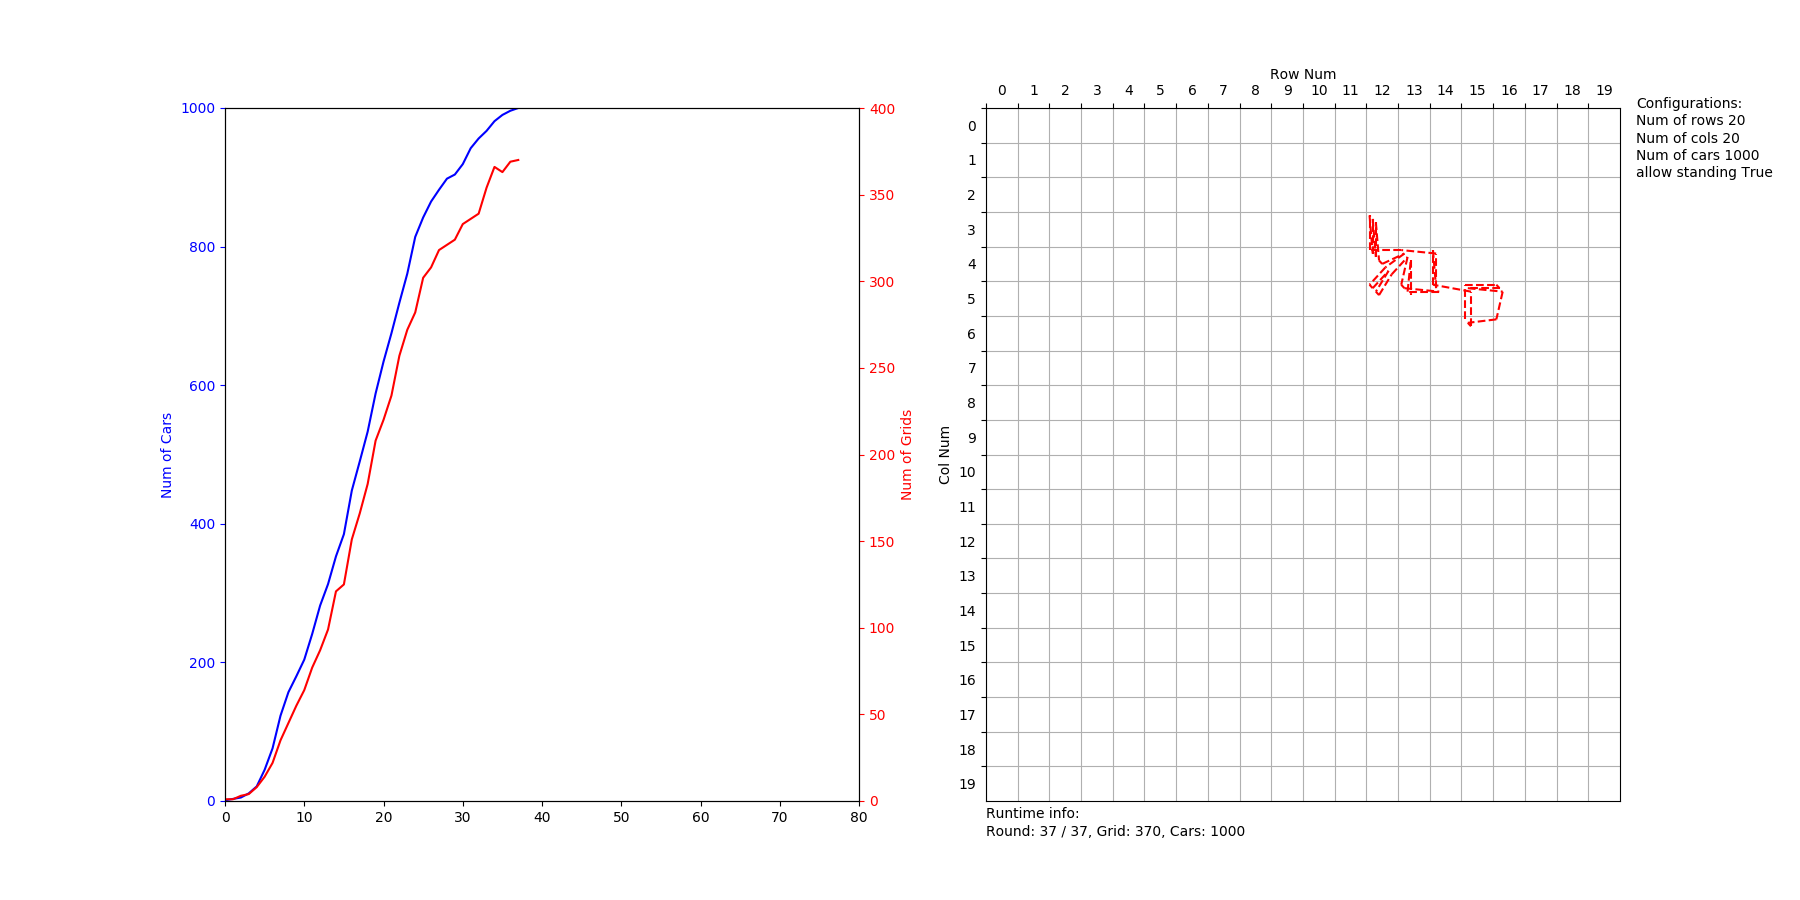 Row Num
0 1 2 3 4 5 6 7 8 9 10 11 12 13 14 15 16 17 18 19
Configurations:
Num of rows 20
Num of cols 20
Num of cars 1000
allow standing True
1000
800
600
400
200
0
Num of Cars
0 10 20 30 40 50 60 70 80
400
350
300
250
200
150
100
50
0
Num of Grids
Col Num
0
1
2
3
4
5
6
7
8
9
10
11
12
13
14
15
16
17
18
19
Runtime info:
Round: 37 / 37, Grid: 370, Cars: 1000